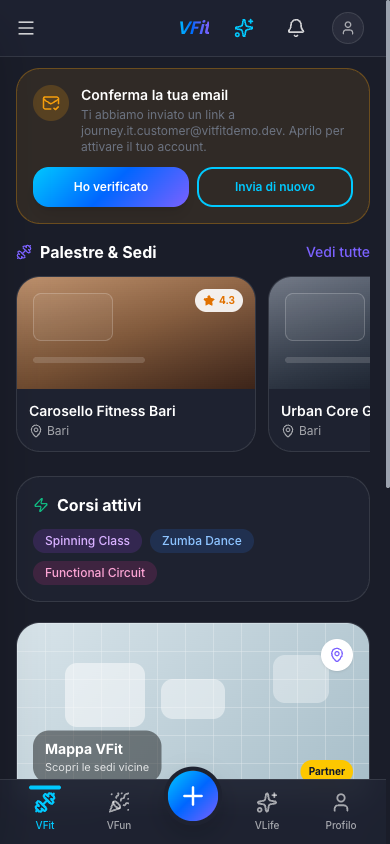 VFit
Conferma la tua email
Ti abbiamo inviato un link a
journey.it.customer@vitfitdemo.dev. Aprilo per
attivare il tuo account.
Ho verificato
Invia di nuovo
Palestre & Sedi
Vedi tutte
4.3
Carosello Fitness Bari
Bari
Urban Core G
Bari
Corsi attivi
Spinning Class
Zumba Dance
Functional Circuit
Mappa VFit
Scopri le sedi vicine
Partner
VFit
VFun
VLife
Profilo